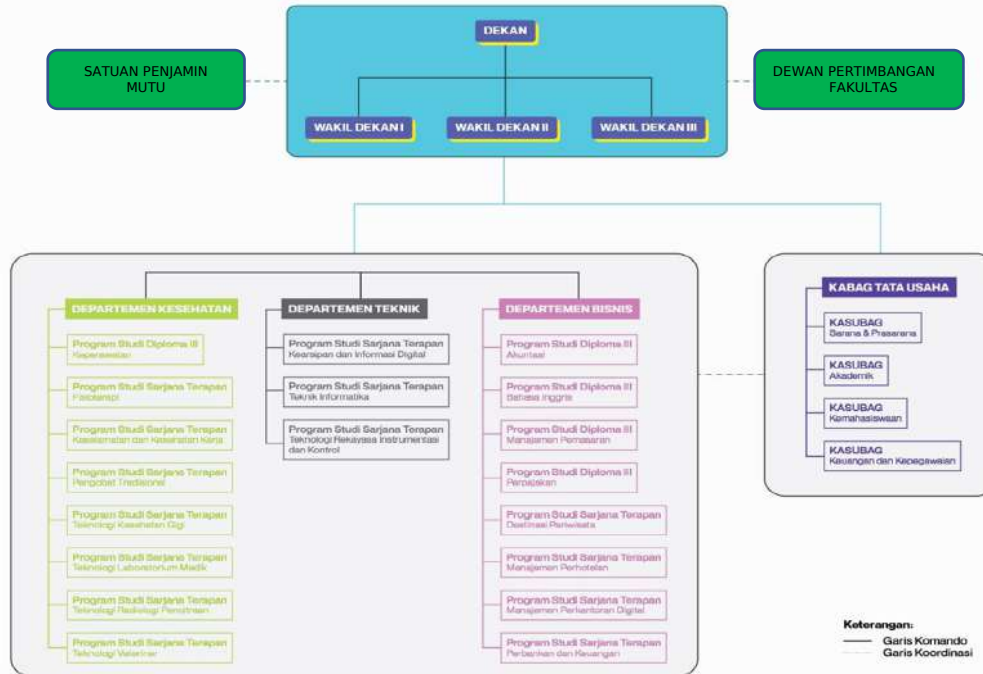 DEKAN
SATUAN PENJAMIN
MUTU
DEWAN PERTIMBANGAN
FAKULTAS
WAKIL DEKAN I
WAKIL DEKAN II
WAKIL DEKAN III
DEPARTEMEN KESEHATAN
Program Studi Diploma III
Keperawatan
Program Studi Sarjana Terapan
Fisioterapi
Program Studi Sarjana Terapan
Keselamatan dan Kesehatan Kerja
Program Studi Sarjana Terapan
Pengobat Tradisional
Program Studi Sarjana Terapan
Teknologi Kesehatan Gigi
Program Studi Sarjana Terapan
Teknologi Laboratorium Medik
Program Studi Sarjana Terapan
Teknologi Radiologi Pencitraan
Program Studi Sarjana Terapan
Teknologi Veteriner
DEPARTEMEN TEKNIK
Program Studi Sarjana Terapan
Kearsipan dan Informasi Digital
Program Studi Sarjana Terapan
Teknik Informatika
Program Studi Sarjana Terapan
Teknologi Rekayasa Instrumentasi
dan Kontrol
DEPARTEMEN BISNIS
Program Studi Diploma III
Akuntasi
Program Studi Diploma III
Bahasa Inggris
Program Studi Diploma III
Manajemen Pemasaran
Program Studi Diploma III
Perpajakan
Program Studi Sarjana Terapan
Destinasi Pariwisata
Program Studi Sarjana Terapan
Manajemen Perhotelan
Program Studi Sarjana Terapan
Manajemen Perkantoran Digital
Program Studi Sarjana Terapan
Perbankan dan Keuangan
KABAG TATA USAHA
KASUBAG
Sarana & Prasarana
KASUBAG
Akademik
KASUBAG
Kemahasiswaan
KASUBAG
Keuangan dan Kepegawaian
Keterangan:
Garis Komando
Garis Koordinasi